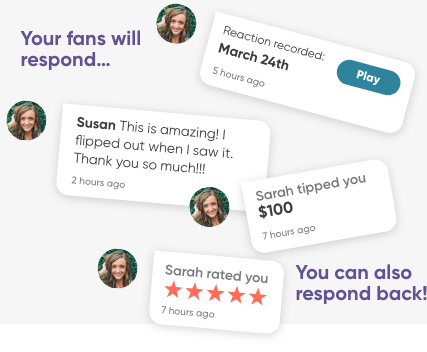 Your fans will
respond...
Reaction recorded:
March 24th
Play
5 hours ago
Susan This is amazing! I
flipped out when I saw it.
Thank you so much!!!
2 hours ago
Sarah tipped you
$100
7 hours ago
Sarah rated you
★★★★★
7 hours ago
You can also
respond back!